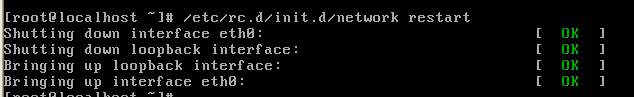 [root@localhost ~]# /etc/rc.d/init.d/network restart
Shutting down interface eth0: [ OK ]
Shutting down loopback interface: [ OK ]
Bringing up loopback interface: [ OK ]
Bringing up interface eth0: [ OK ]
[root@localhost ~]#